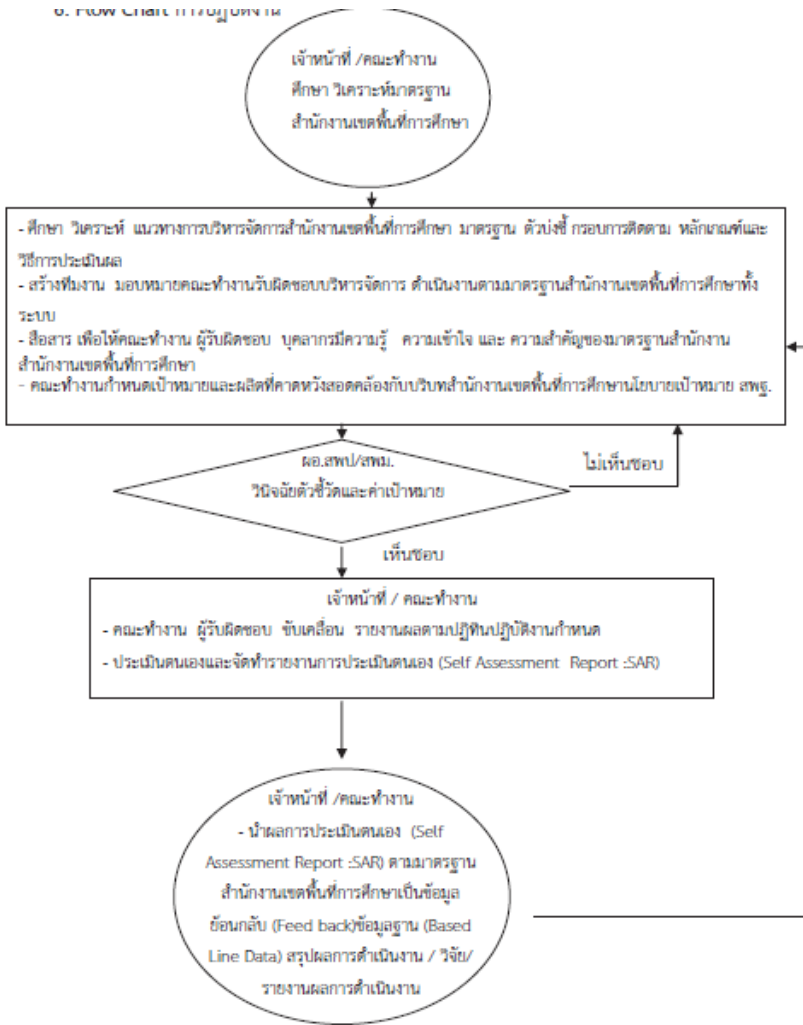 6. Flow Chart การปฏิบัติงาน
เจ้าหน้าที่ /คณะทำงาน
ศึกษา วิเคราะห์มาตรฐาน
สำนักงานเขตพื้นที่การศึกษา
- ศึกษา วิเคราะห์ แนวทางการบริหารจัดการสำนักงานเขตพื้นที่การศึกษา มาตรฐาน ตัวบ่งชี้ กรอบการติดตาม หลักเกณฑ์และ
วิธีการประเมินผล
- สร้างทีมงาน มอบหมายคณะทำงานรับผิดชอบบริหารจัดการ ดำเนินงานตามมาตรฐานสำนักงานเขตพื้นที่การศึกษาทั้ง
ระบบ
- สื่อสาร เพื่อให้คณะทำงาน ผู้รับผิดชอบ บุคลากรมีความรู้ ความเข้าใจ และ ความสำคัญของมาตรฐานสำนักงาน
สำนักงานเขตพื้นที่การศึกษา
- คณะทำงานกำหนดเป้าหมายและผลิตที่คาดหวังสอดคล้องกับบริบทสำนักงานเขตพื้นที่การศึกษานโยบายเป้าหมาย สพฐ.
ผอ.สพป/สพม.
วินิจฉัยตัวชี้วัดและค่าเป้าหมาย
ไม่เห็นชอบ
เห็นชอบ
เจ้าหน้าที่ / คณะทำงาน
- คณะทำงาน ผู้รับผิดชอบ ขับเคลื่อน รายงานผลตามปฏิทินปฏิบัติงานกำหนด
- ประเมินตนเองและจัดทำรายงานการประเมินตนเอง (Self Assessment Report :SAR)
เจ้าหน้าที่ /คณะทำงาน
- นำผลการประเมินตนเอง (Self
Assessment Report :SAR) ตามมาตรฐาน
สำนักงานเขตพื้นที่การศึกษาเป็นข้อมูล
ย้อนกลับ (Feed back)ข้อมูลฐาน (Based
Line Data) สรุปผลการดำเนินงาน / วิจัย/
รายงานผลการดำเนินงาน